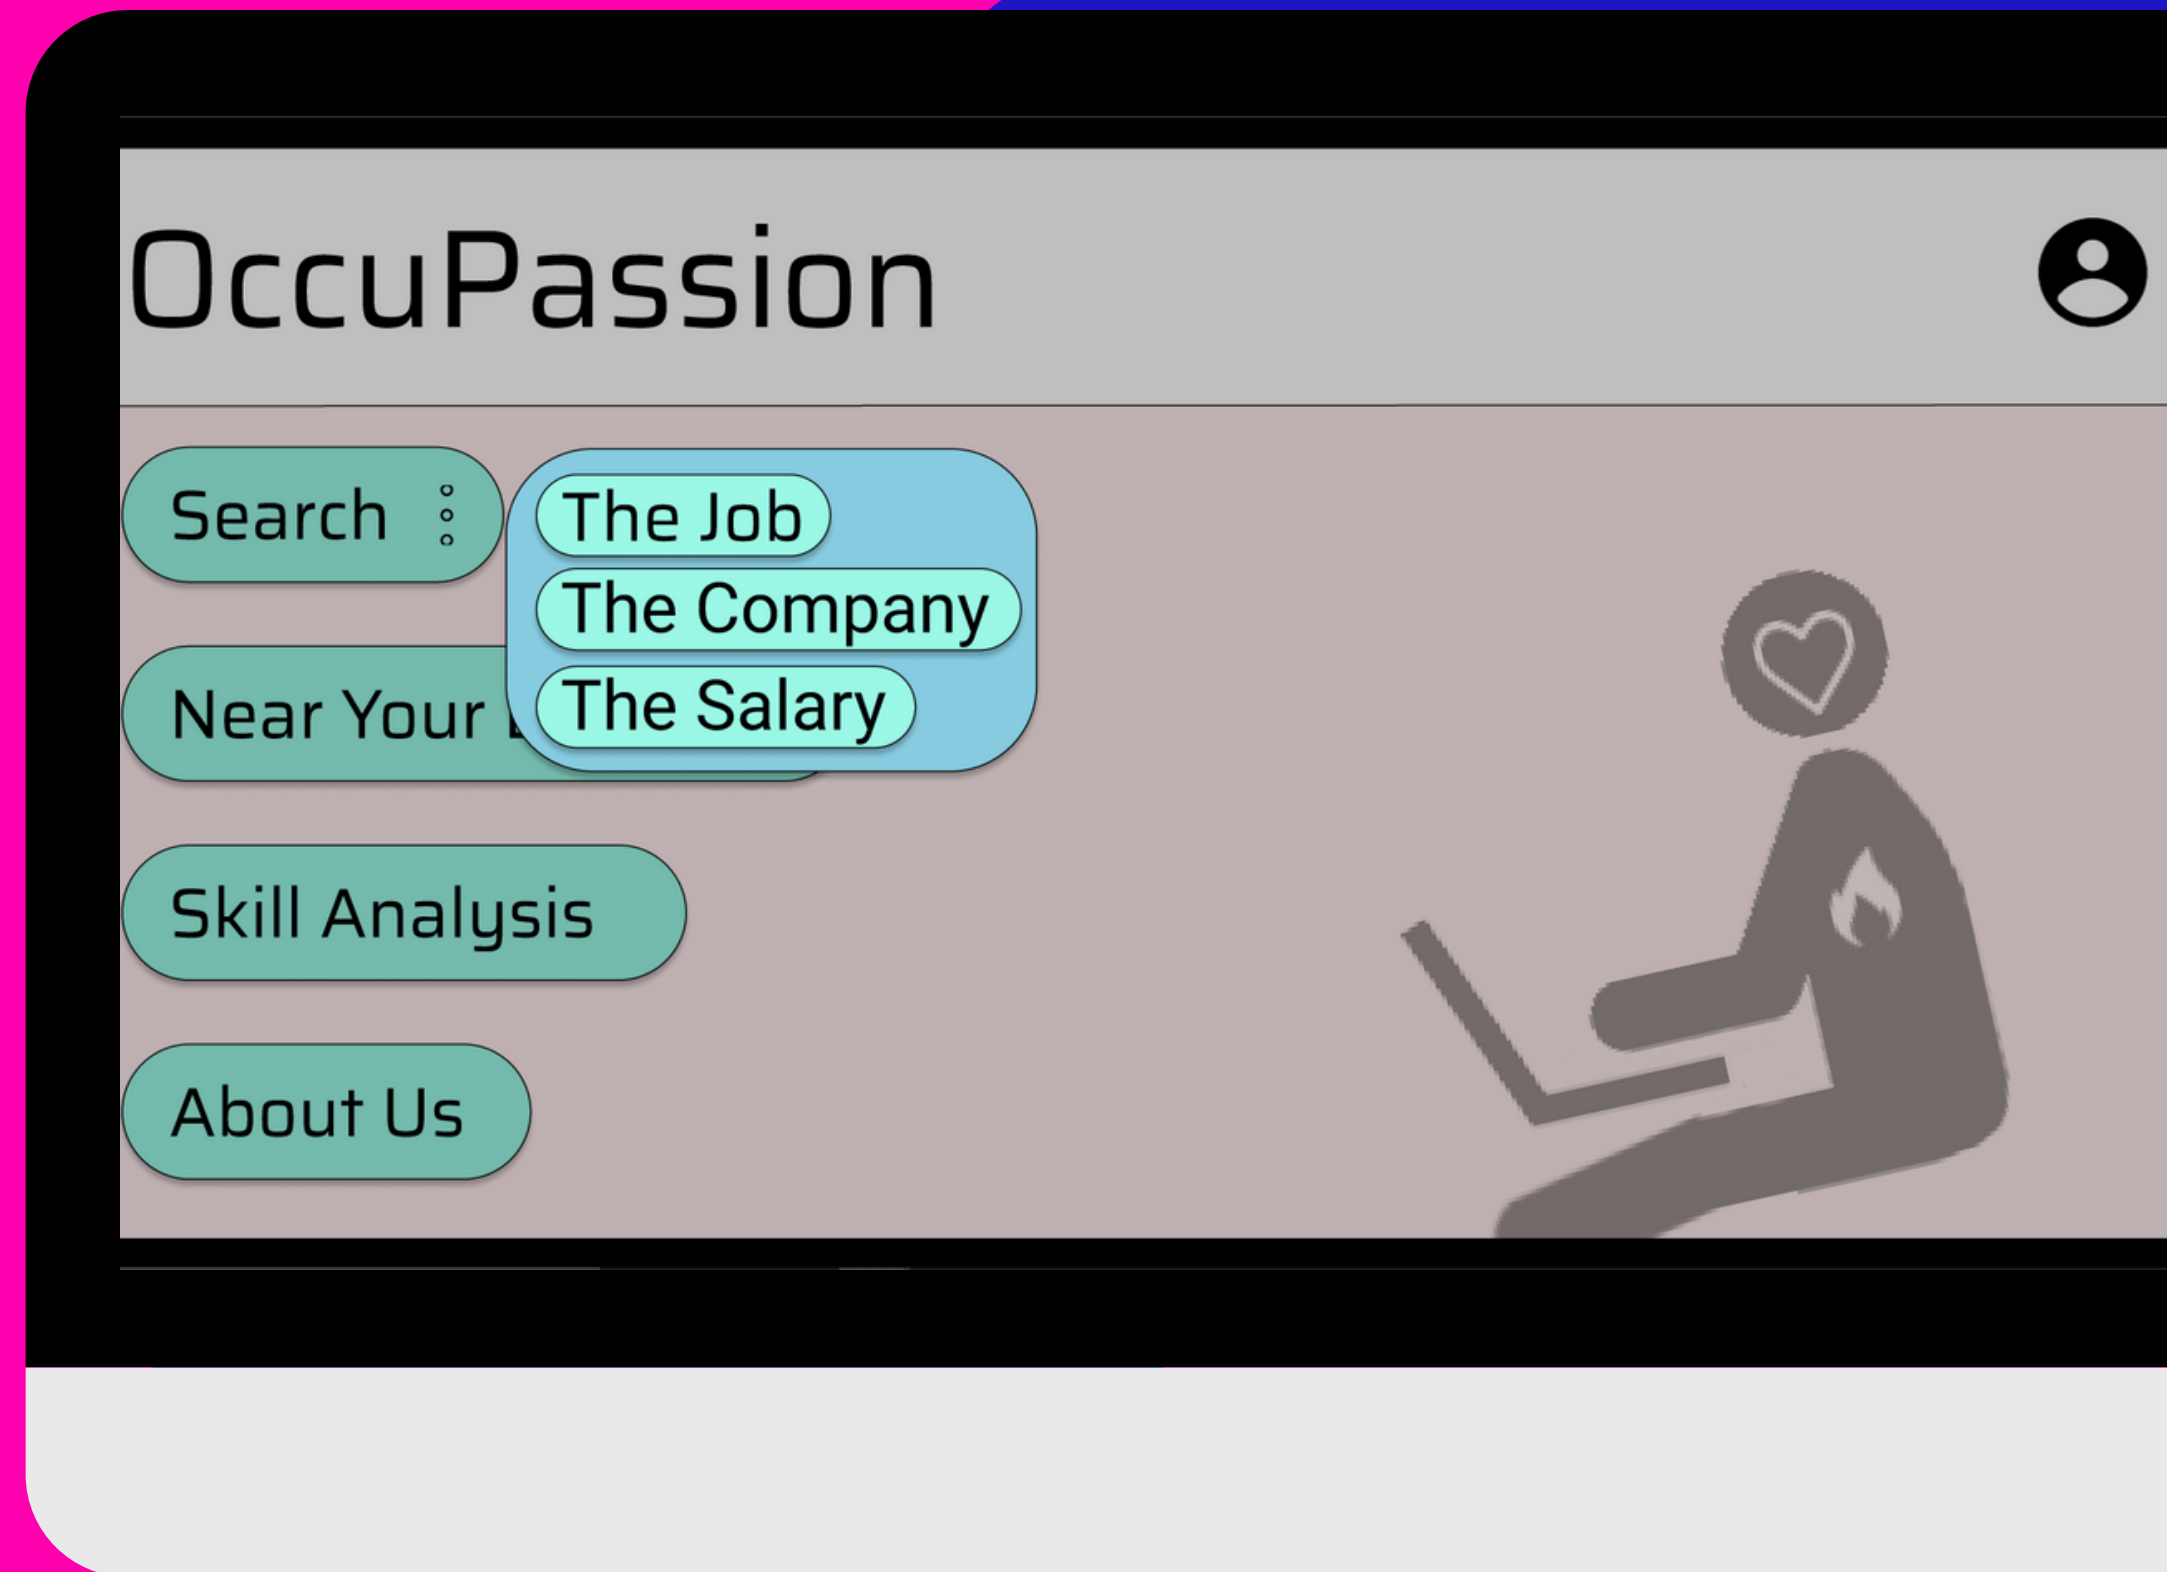 OccuPassion
Search
The Job
The Company
The Salary
Near Your
Skill Analysis
About Us